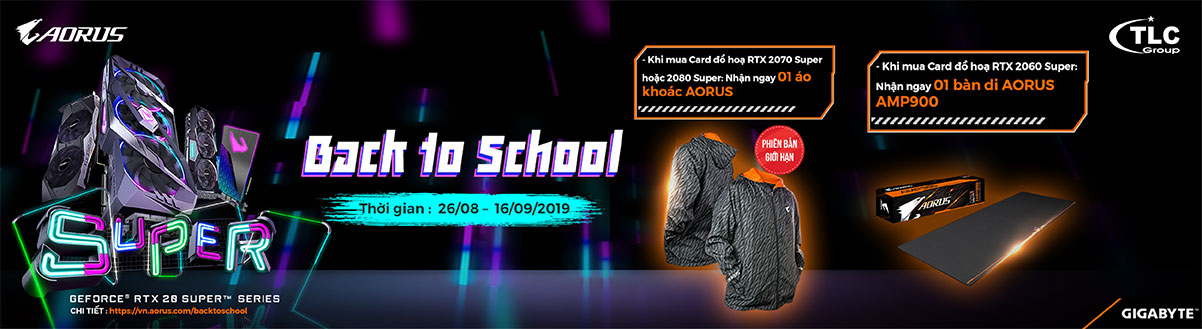 AORUS
SUPER
GEFORCE® RTX 20 SUPER™ SERIES
CHI TIẾT : https://vn.aorus.com/backtoschool
Back to School
Thời gian : 26/08 – 16/09/2019
- Khi mua Card đồ hoạ RTX 2070 Super
hoặc 2080 Super: Nhận ngay 01 áo
khoác AORUS
PHIÊN BẢN
GIỚI HẠN
- Khi mua Card đồ hoạ RTX 2060 Super:
Nhận ngay 01 bàn di AORUS
AMP900
AORUS
TLC
Group
GIGABYTE